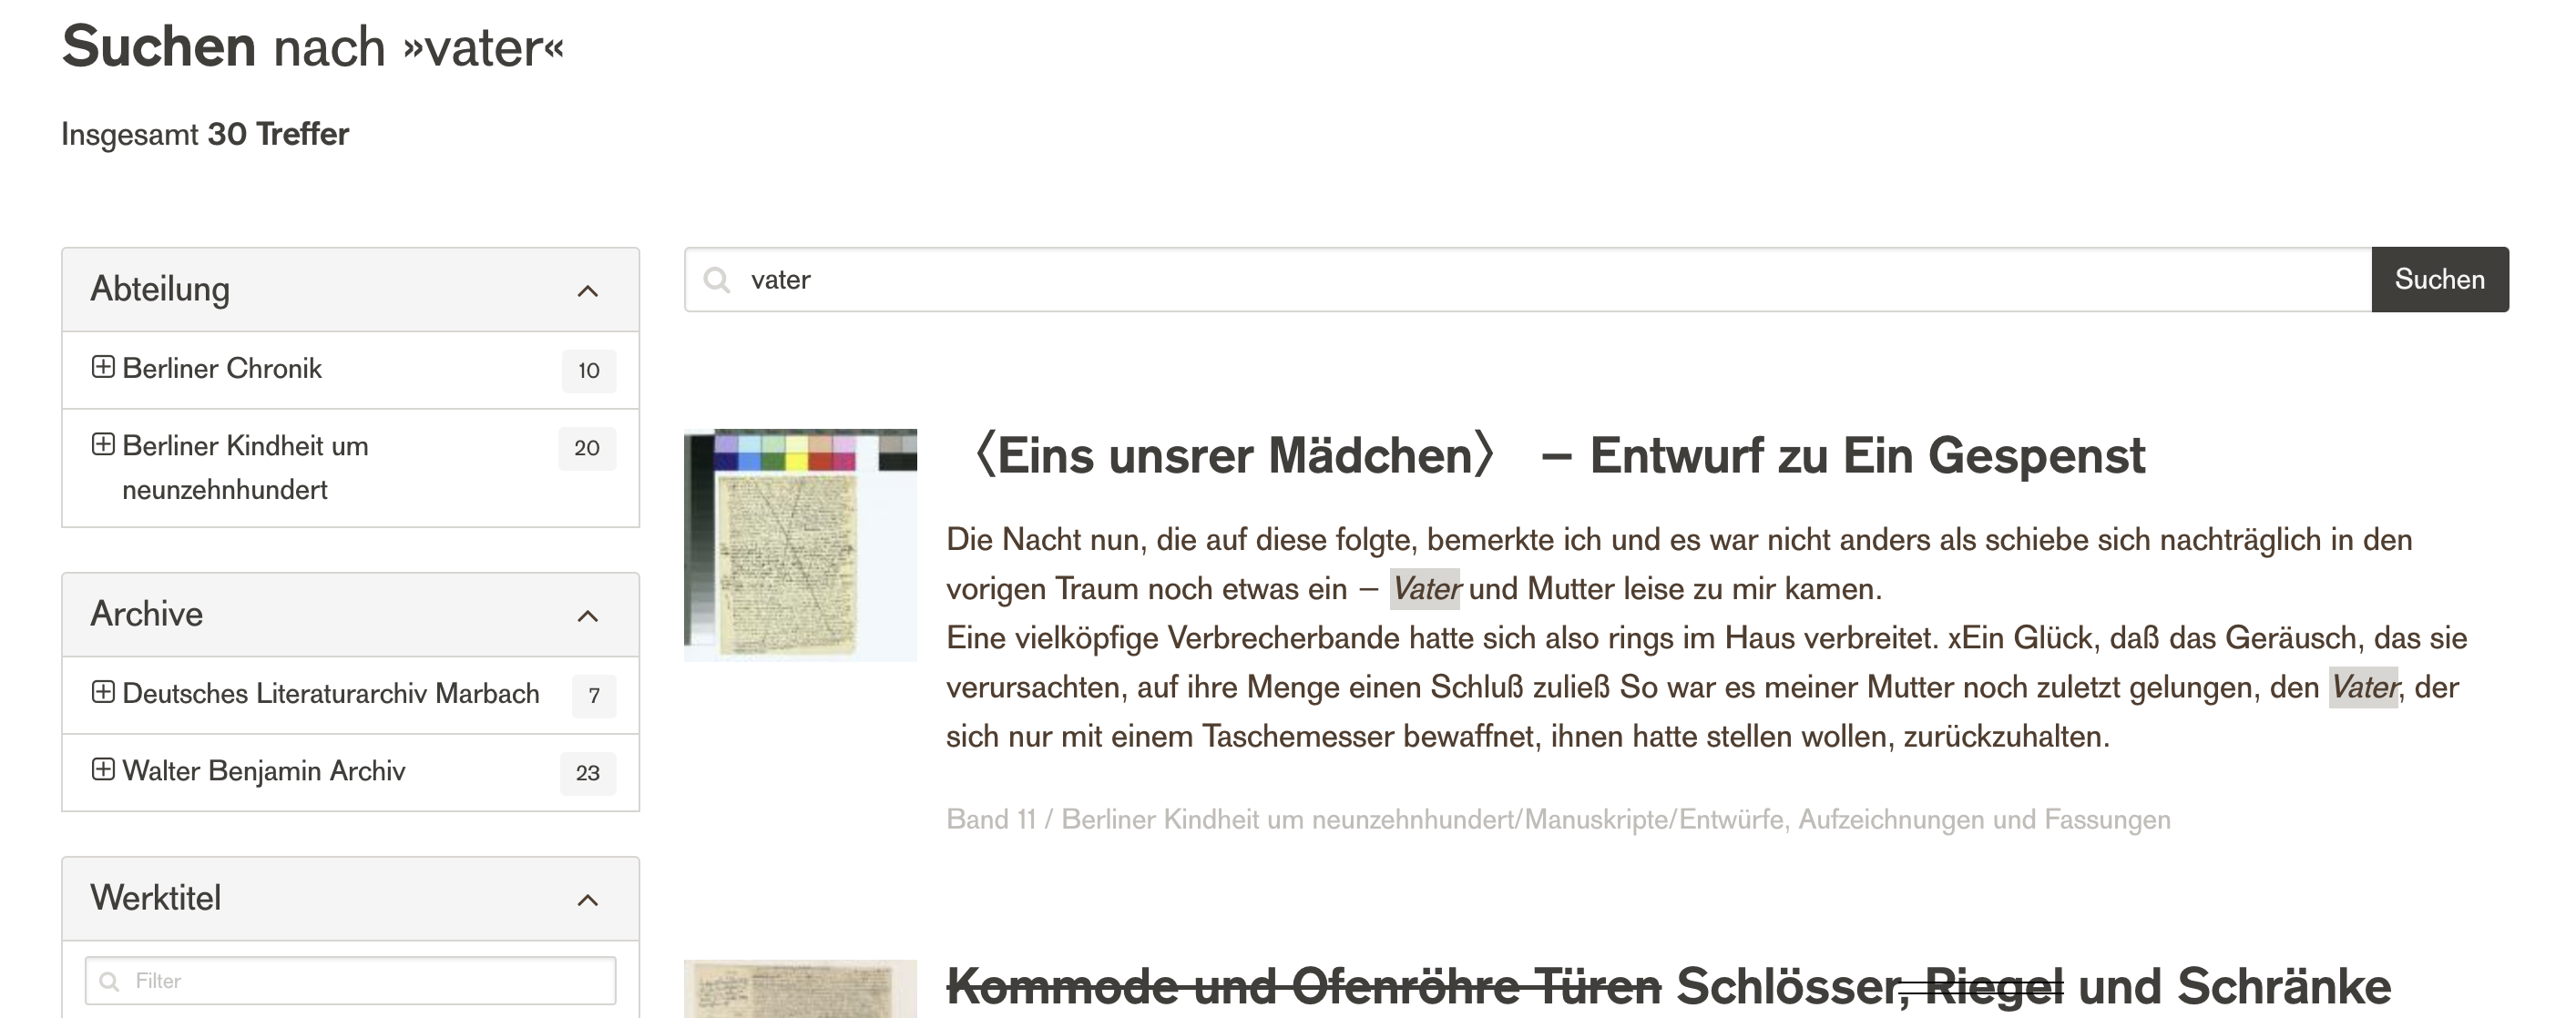 Suchen nach »vater«
Insgesamt 30 Treffer
Abteilung
Berliner Chronik 10
Berliner Kindheit um 20
neunzehnhundert
Archive
Deutsches Literaturarchiv Marbach 7
Walter Benjamin Archiv 23
Werktitel
Filter
vater Suchen
〈Eins unsrer Mädchen〉 – Entwurf zu Ein Gespenst
Die Nacht nun, die auf diese folgte, bemerkte ich und es war nicht anders als schiebe sich nachträglich in den
vorigen Traum noch etwas ein – Vater und Mutter leise zu mir kamen.
Eine vielköpfige Verbrecherbande hatte sich also rings im Haus verbreitet. xEin Glück, daß das Geräusch, das sie
verursachten, auf ihre Menge einen Schluß zuließ So war es meiner Mutter noch zuletzt gelungen, den Vater, der
sich nur mit einem Taschemesser bewaffnet, ihnen hatte stellen wollen, zurückzuhalten.
Band 11 / Berliner Kindheit um neunzehnhundert/Manuskripte/Entwürfe, Aufzeichnungen und Fassungen
Kommode und Ofenröhre Türen Schlösser, Riegel und Schränke